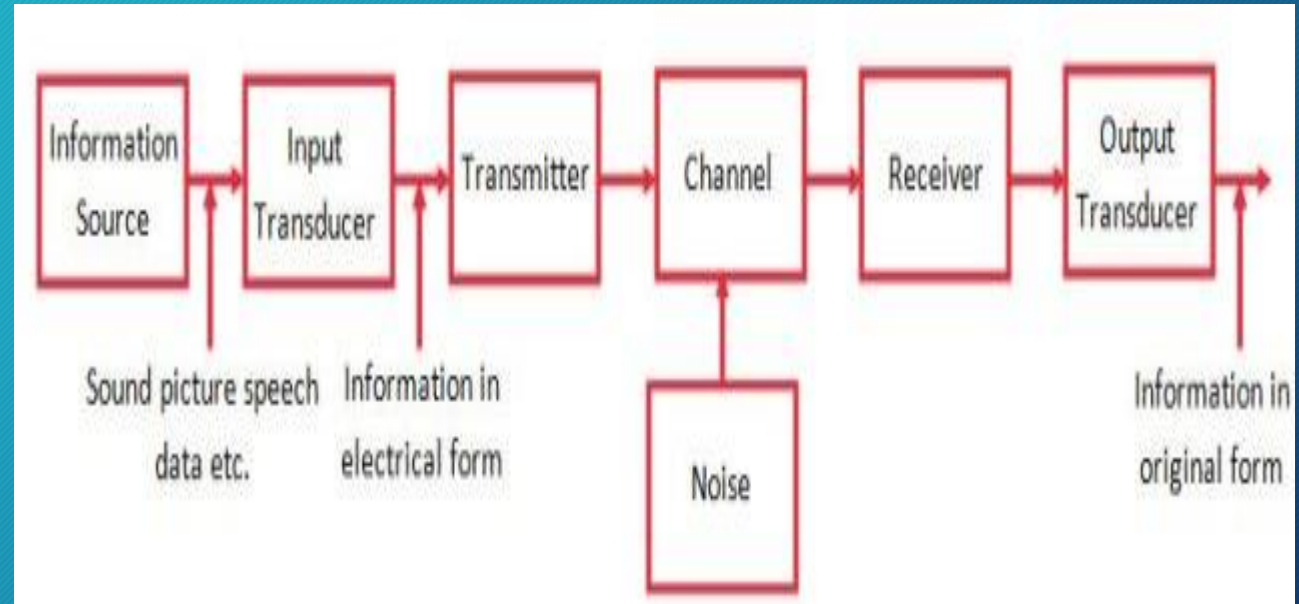 Information
Source
Input
Transducer
Transmitter
Channel
Receiver
Output
Transducer
Sound picture speech
data etc.
Information in
electrical form
Noise
Information in
original form